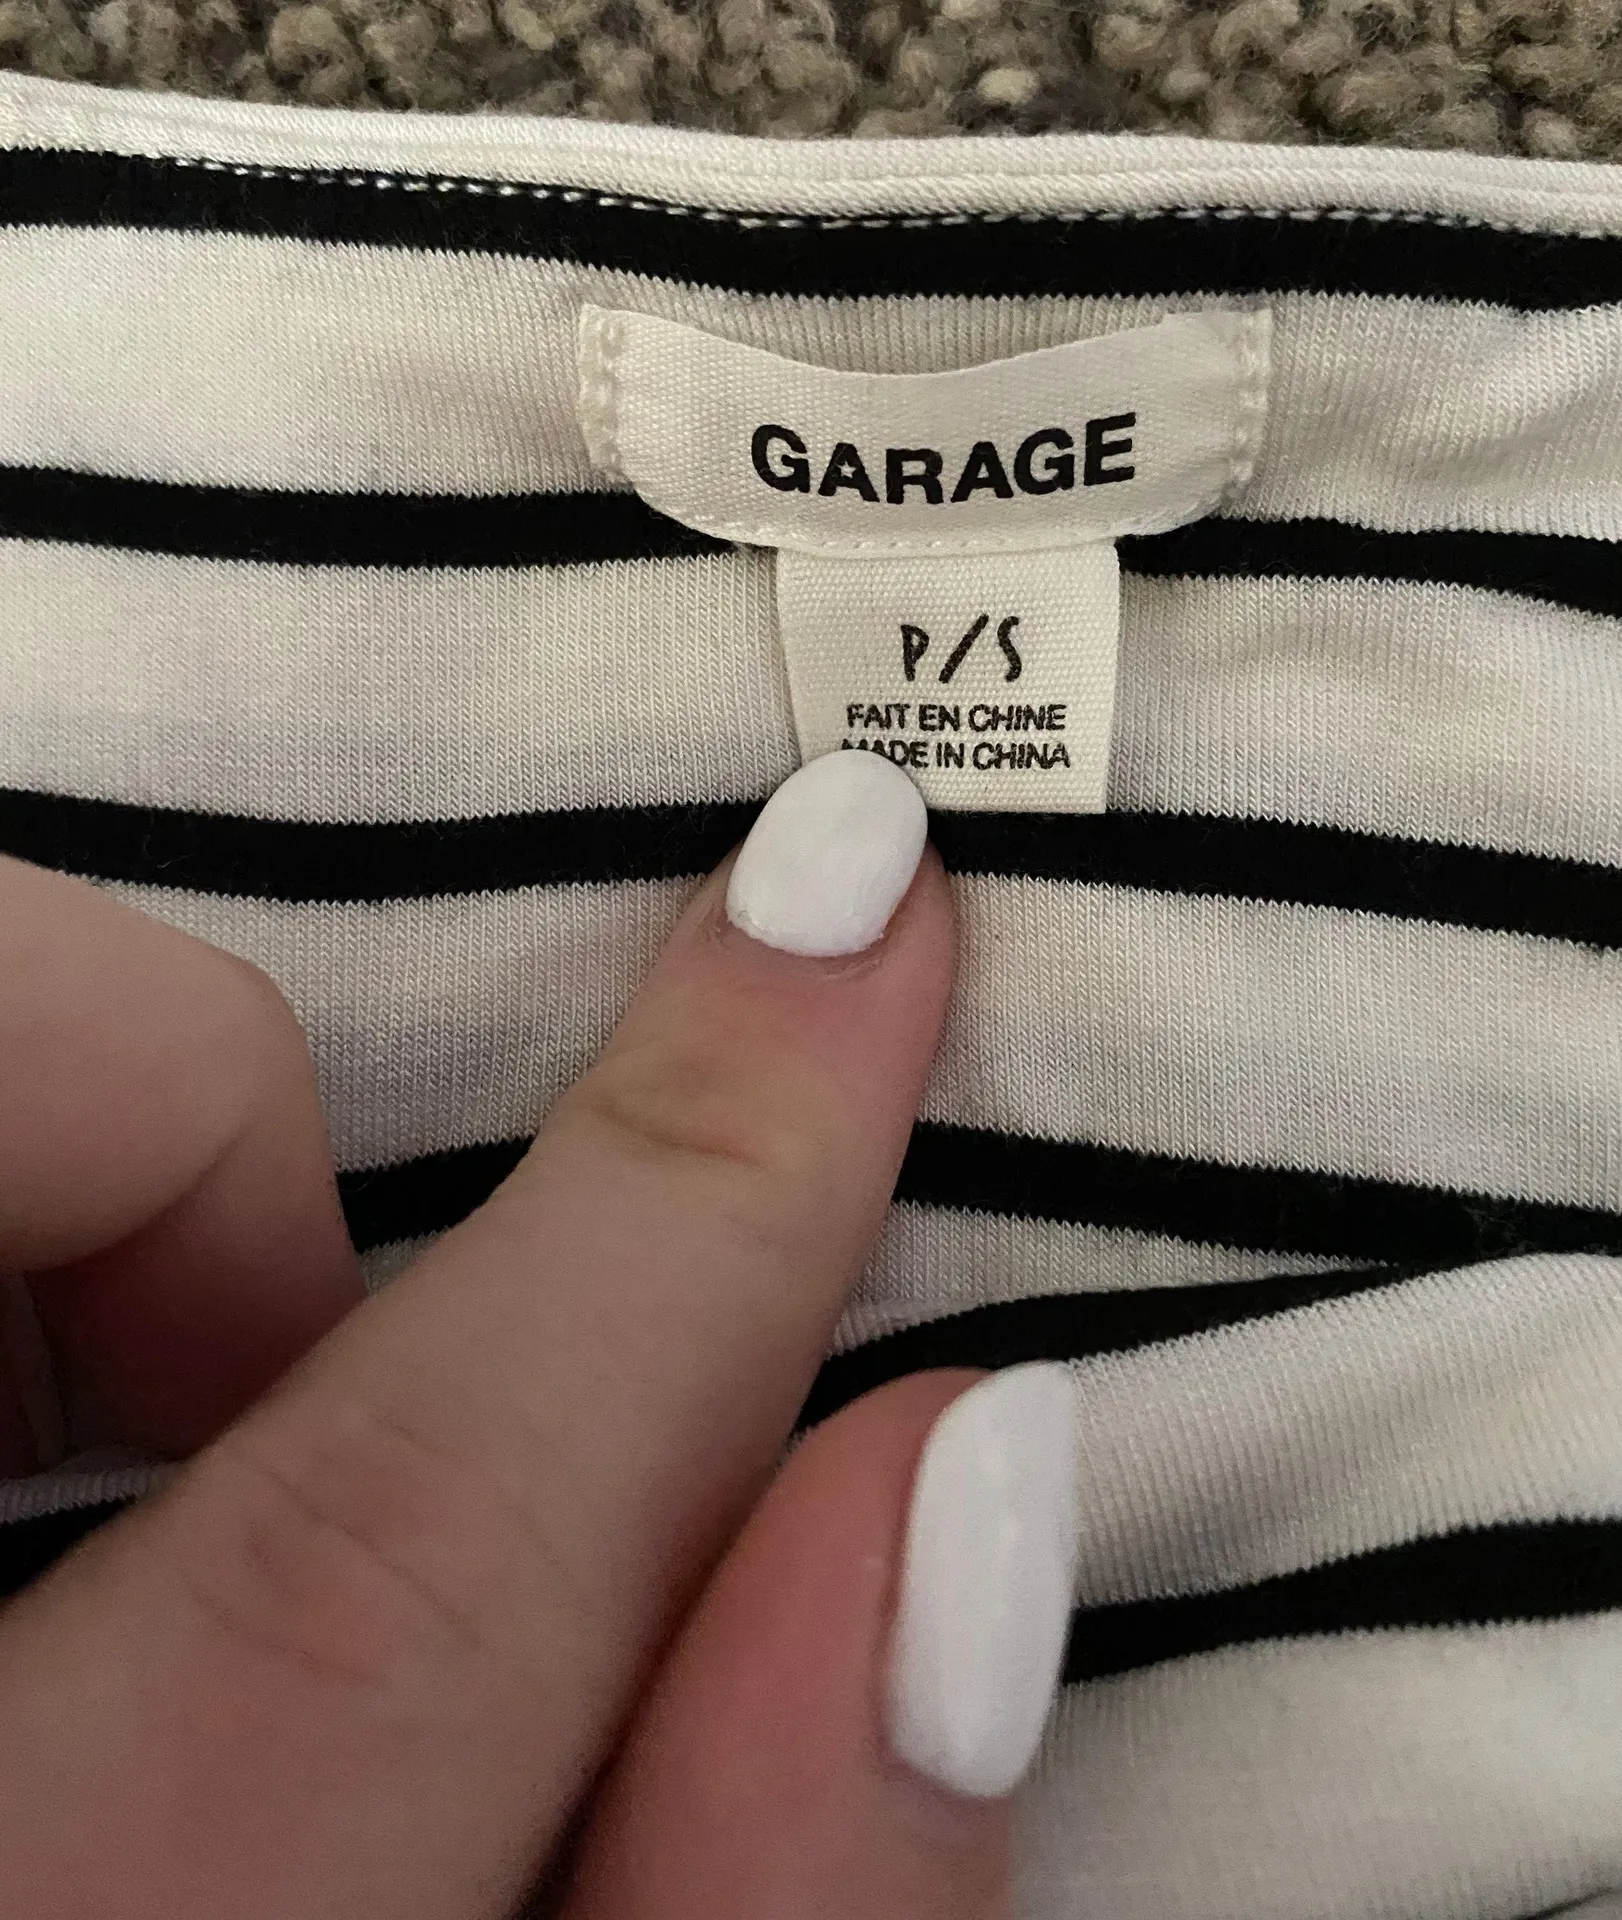 GARAGE
P/S
FAIT EN CHINE
MADE IN CHINA